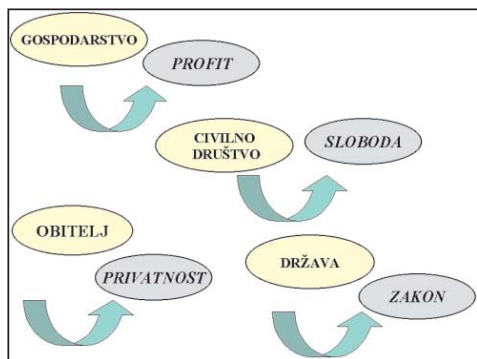 GOSPODARSTVO
PROFIT
CIVILNO
DRUŠTVO
SLOBODA
OBITELJ
PRIVATNOST
DRŽAVA
ZAKON